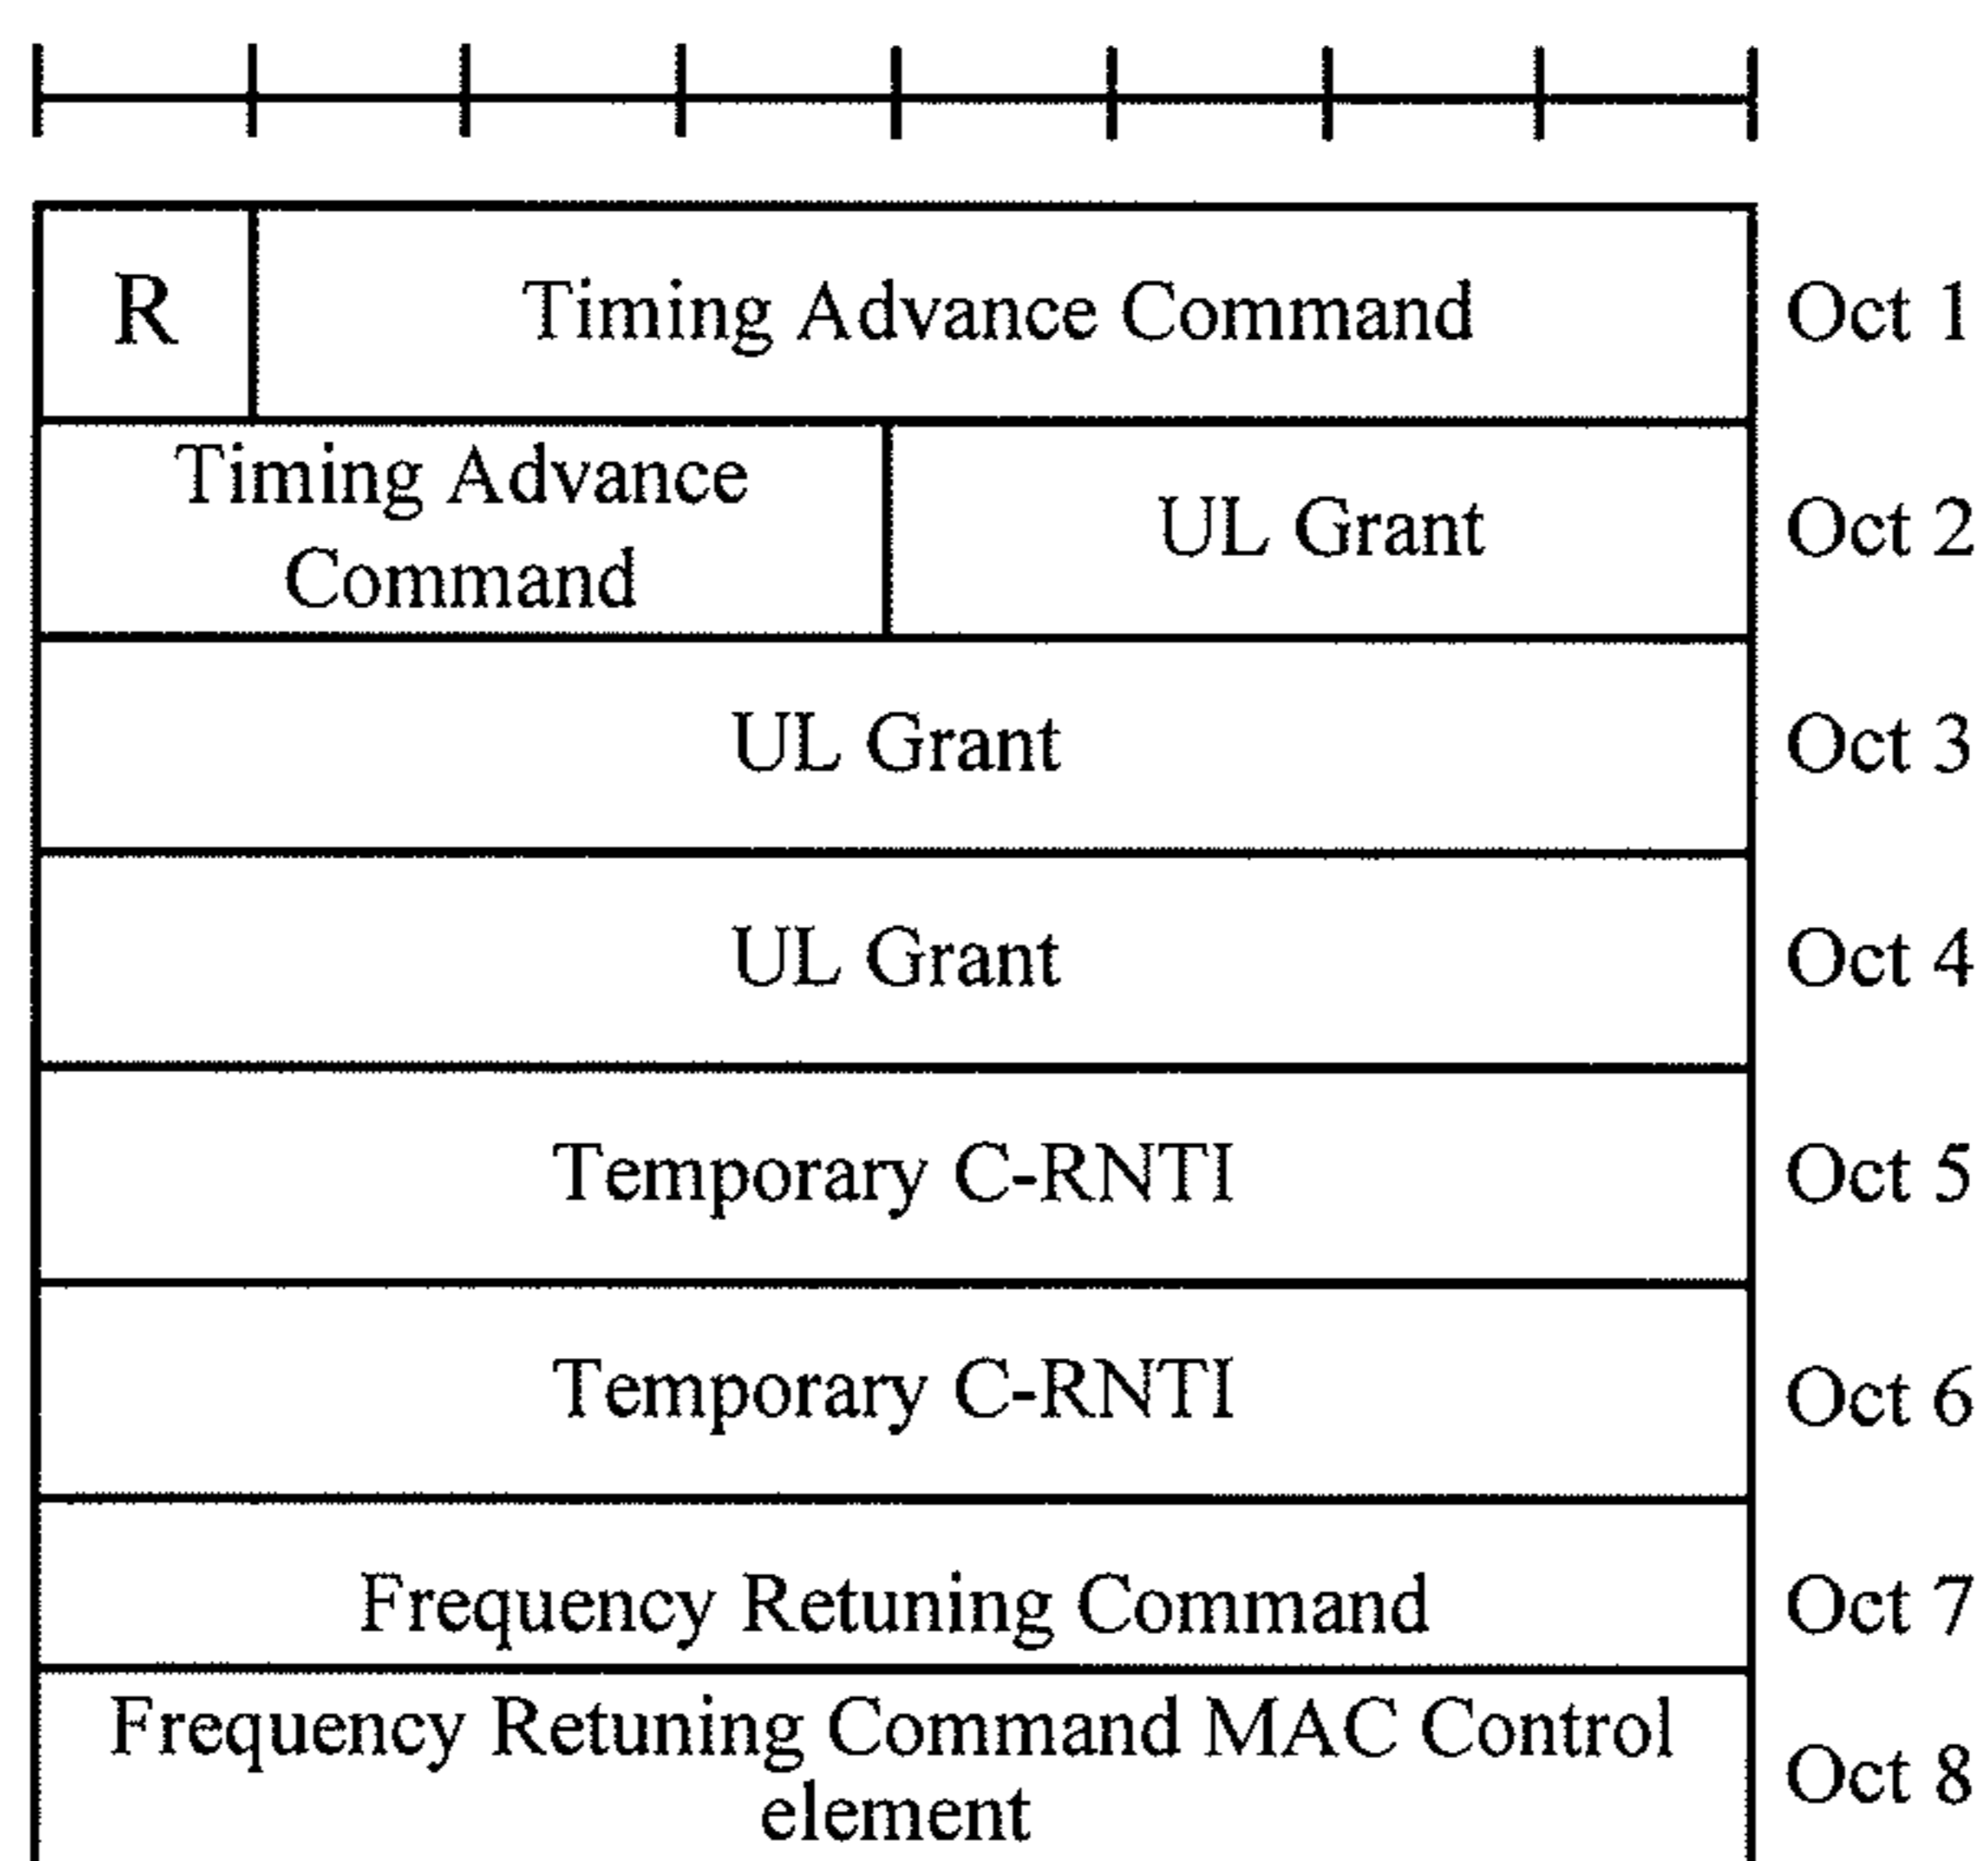 R Timing Advance Command Oct 1
Timing Advance
Command
UL Grant Oct 2
UL Grant Oct 3
UL Grant Oct 4
Temporary C-RNTI Oct 5
Temporary C-RNTI Oct 6
Frequency Retuning Command Oct 7
Frequency Retuning Command MAC Control
element
Oct 8